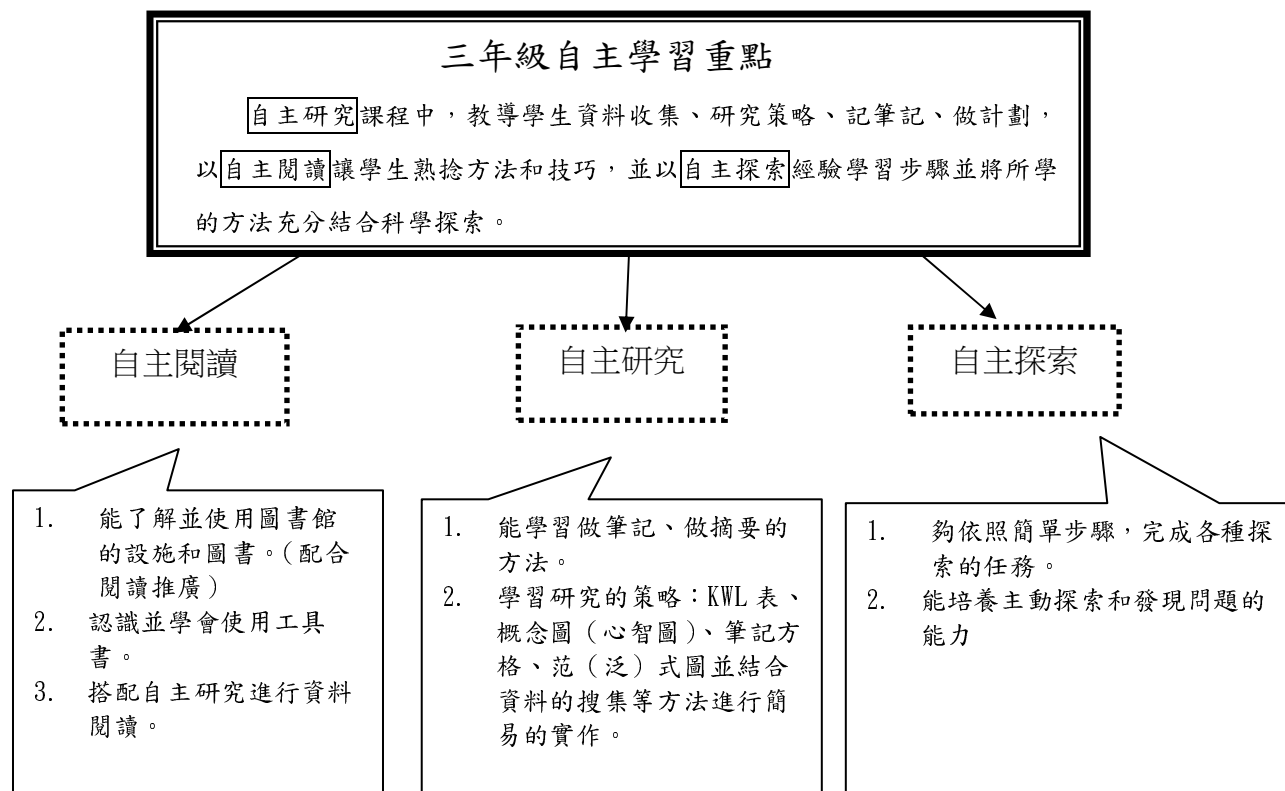 三年級自主學習重點
自主研究課程中，教導學生資料收集、研究策略、記筆記、做計劃，
以自主閱讀讓學生熟捻方法和技巧，並以自主探索經驗學習步驟並將所學
的方法充分結合科學探索。
自主閱讀
自主研究
自主探索
1. 能了解並使用圖書館
的設施和圖書。(配合
閱讀推廣)
2. 認識並學會使用工具
書。
3. 搭配自主研究進行資料
閱讀。
1. 能學習做筆記、做摘要的
方法。
2. 學習研究的策略：KWL 表、
概念圖（心智圖）、筆記方
格、范（泛）式圖並結合
資料的搜集等方法進行簡
易的實作。
1. 夠依照簡單步驟，完成各種探
索的任務。
2. 能培養主動探索和發現問題的
能力